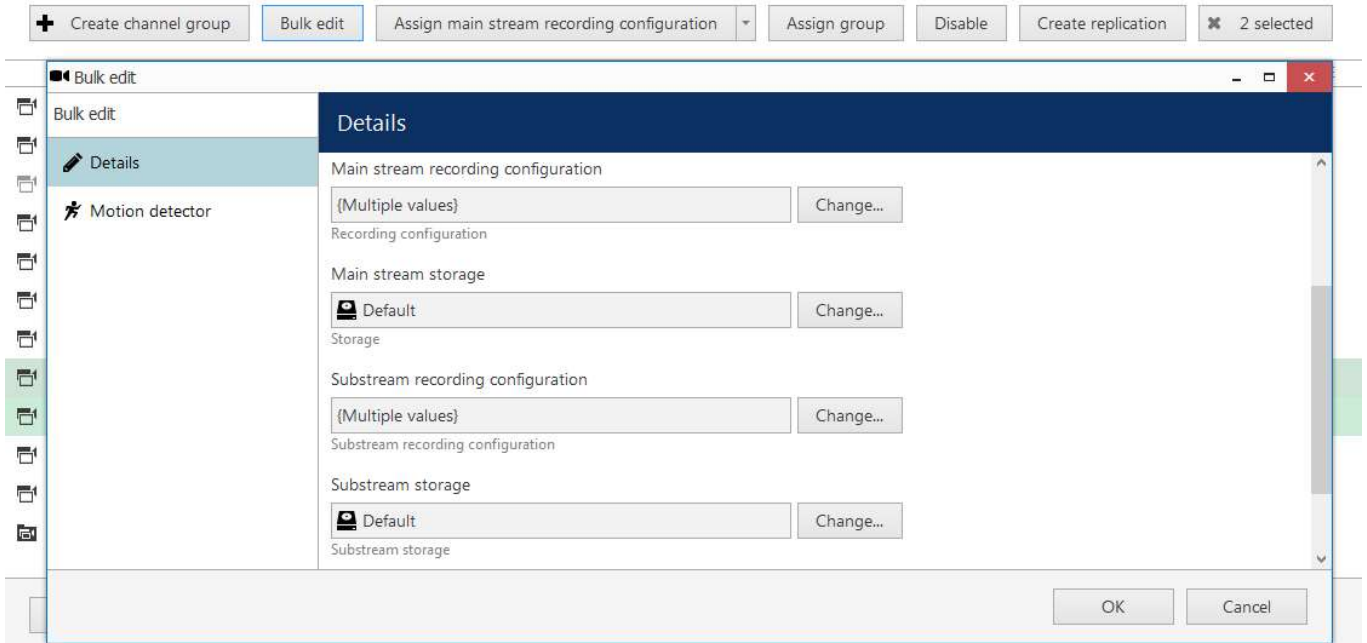 Create channel group Bulk edit Assign main stream recording configuration Assign group Disable Create replication 2 selected
Bulk edit
Bulk edit
Details
Details
Motion detector
Main stream recording configuration
{Multiple values} Change...
Recording configuration
Main stream storage
Default Change...
Storage
Substream recording configuration
{Multiple values} Change...
Substream recording configuration
Substream storage
Default Change...
Substream storage
OK Cancel